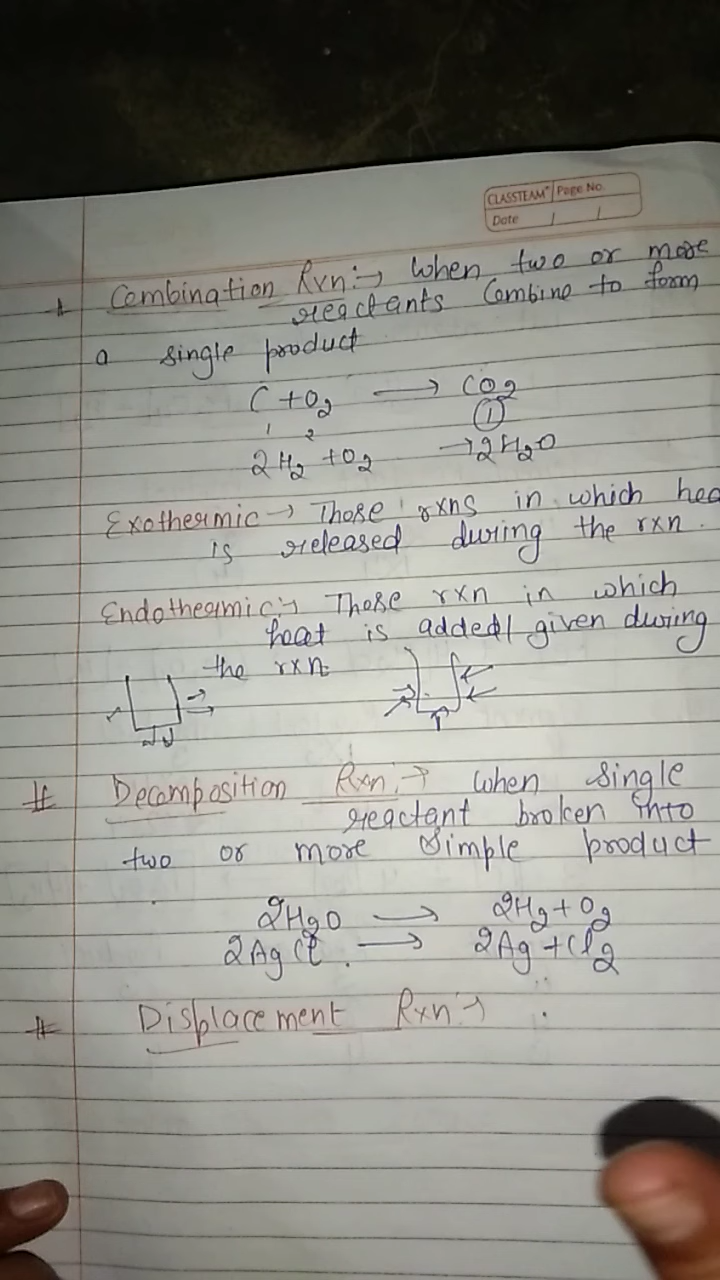 CLASSTEAM Page No.
Date / /
Combination Rxn:→ When two or more
reactants Combine to form
a single product
C + O2 → CO2
1 2 ①
2H2 + O2 → 2H2O
Exothermic → Those rxns in which hea
is released during the rxn.
Endothermic:→ Those rxn in which
heat is added/ given during
the rxn.
# Decomposition Rxn:→ when single
reactant broken into
two or more simple product
2H2O → 2H2 + O2
2AgCl → 2Ag + Cl2
# Displacement Rxn:→